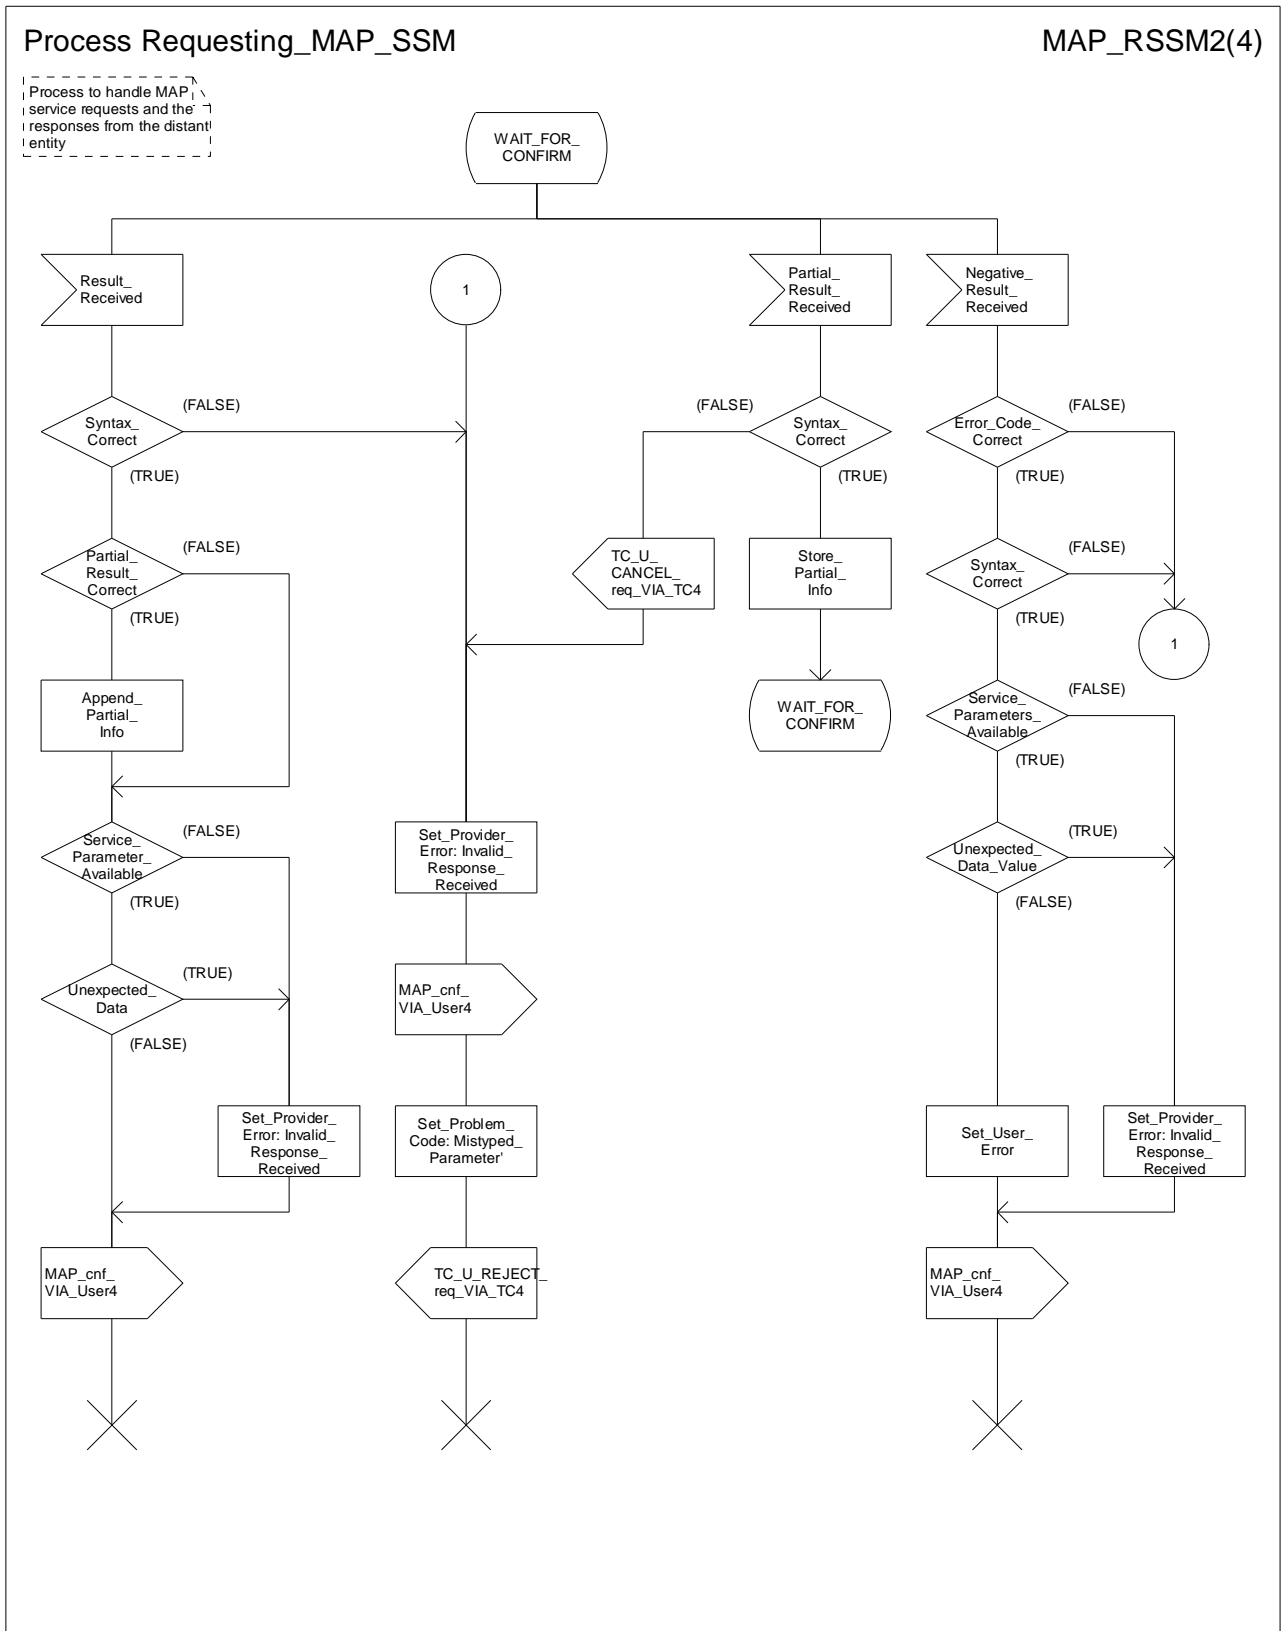 Process Requesting_MAP_SSM
MAP_RSSM2(4)
Process to handle MAP
service requests and the
responses from the distant
entity
WAIT_FOR_
CONFIRM
Result_
Received
1
Partial_
Result_
Received
Negative_
Result_
Received
Syntax_
Correct
(FALSE)
(TRUE)
(FALSE)
Syntax_
Correct
(TRUE)
Error_Code_
Correct
(FALSE)
(TRUE)
Partial_
Result_
Correct
(FALSE)
(TRUE)
TC_U_
CANCEL_
req_VIA_TC4
Store_
Partial_
Info
Syntax_
Correct
(FALSE)
(TRUE)
1
Append_
Partial_
Info
WAIT_FOR_
CONFIRM
Service_
Parameters_
Available
(FALSE)
(TRUE)
Service_
Parameter_
Available
(FALSE)
(TRUE)
Set_Provider_
Error: Invalid_
Response_
Received
Unexpected_
Data_Value
(TRUE)
(FALSE)
Unexpected_
Data
(TRUE)
(FALSE)
MAP_cnf_
VIA_User4
Set_Provider_
Error: Invalid_
Response_
Received
Set_Problem_
Code: Mistyped_
Parameter'
Set_User_
Error
Set_Provider_
Error: Invalid_
Response_
Received
MAP_cnf_
VIA_User4
TC_U_REJECT_
req_VIA_TC4
MAP_cnf_
VIA_User4